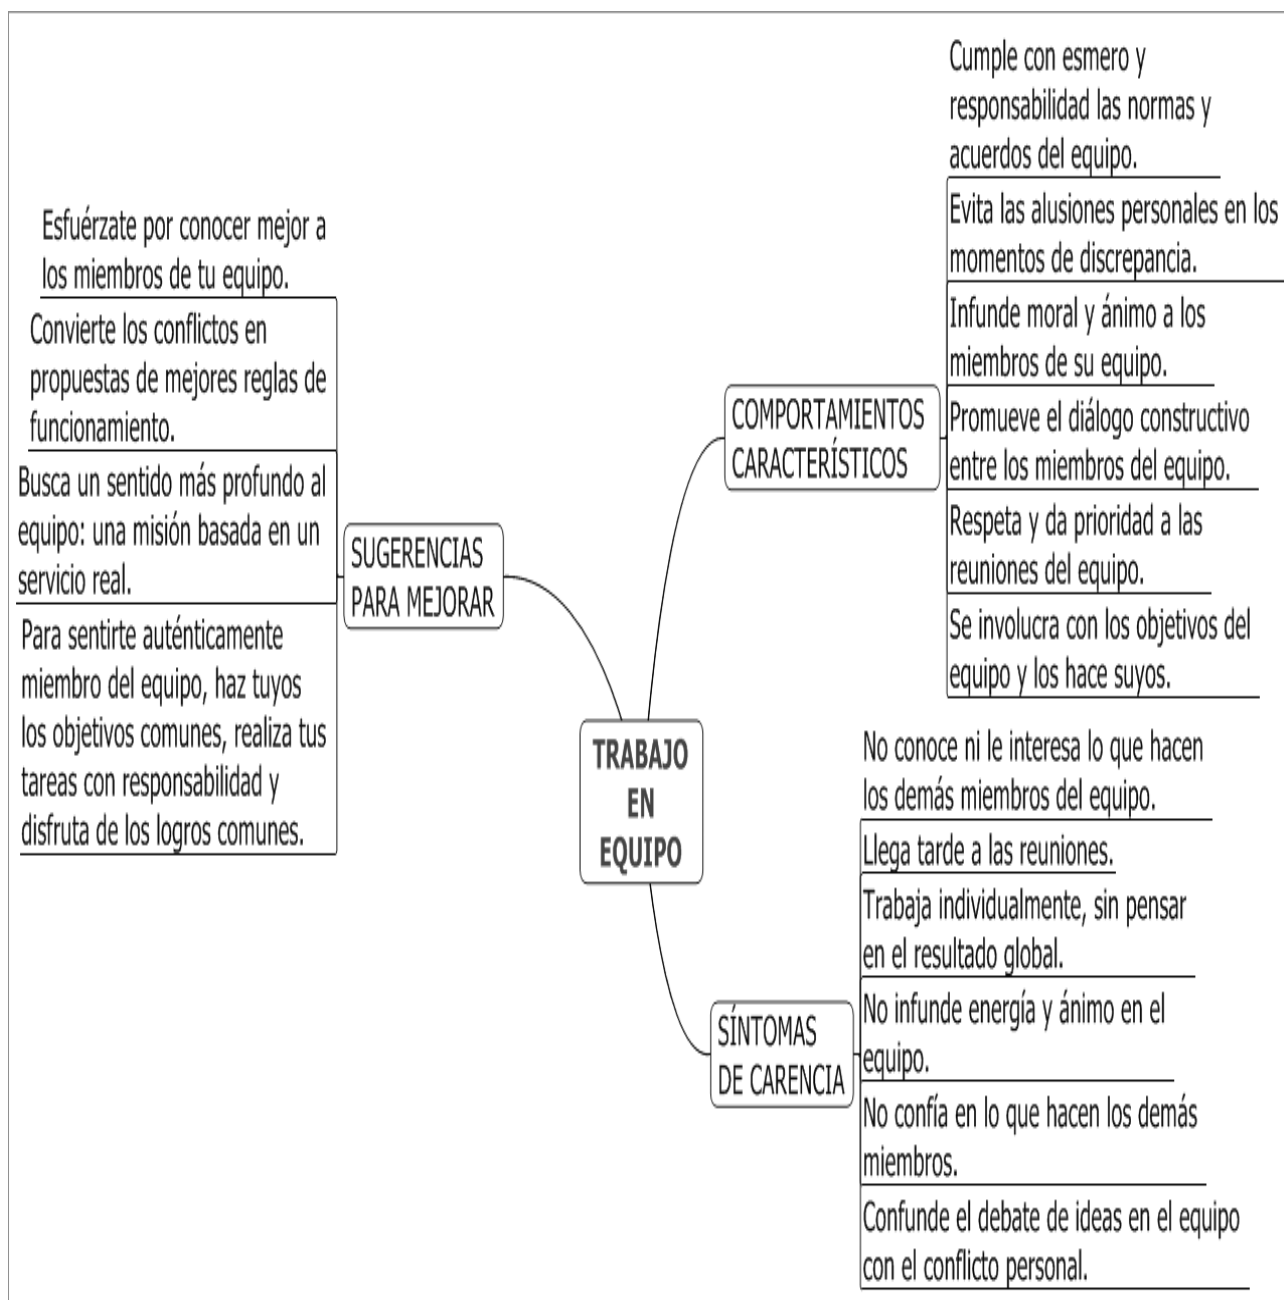 Cumple con esmero y
responsabilidad las normas y
acuerdos del equipo.
Evita las alusiones personales en los
momentos de discrepancia.
Infunde moral y ánimo a los
miembros de su equipo.
Promueve el diálogo constructivo
entre los miembros del equipo.
Respeta y da prioridad a las
reuniones del equipo.
Se involucra con los objetivos del
equipo y los hace suyos.
COMPORTAMIENTOS
CARACTERÍSTICOS
Esfuérzate por conocer mejor a
los miembros de tu equipo.
Convierte los conflictos en
propuestas de mejores reglas de
funcionamiento.
Busca un sentido más profundo al
equipo: una misión basada en un
servicio real.
Para sentirte auténticamente
miembro del equipo, haz tuyos
los objetivos comunes, realiza tus
tareas con responsabilidad y
disfruta de los logros comunes.
SUGERENCIAS
PARA MEJORAR
TRABAJO
EN
EQUIPO
No conoce ni le interesa lo que hacen
los demás miembros del equipo.
Llega tarde a las reuniones.
Trabaja individualmente, sin pensar
en el resultado global.
No infunde energía y ánimo en el
equipo.
No confía en lo que hacen los demás
miembros.
Confunde el debate de ideas en el equipo
con el conflicto personal.
SÍNTOMAS
DE CARENCIA